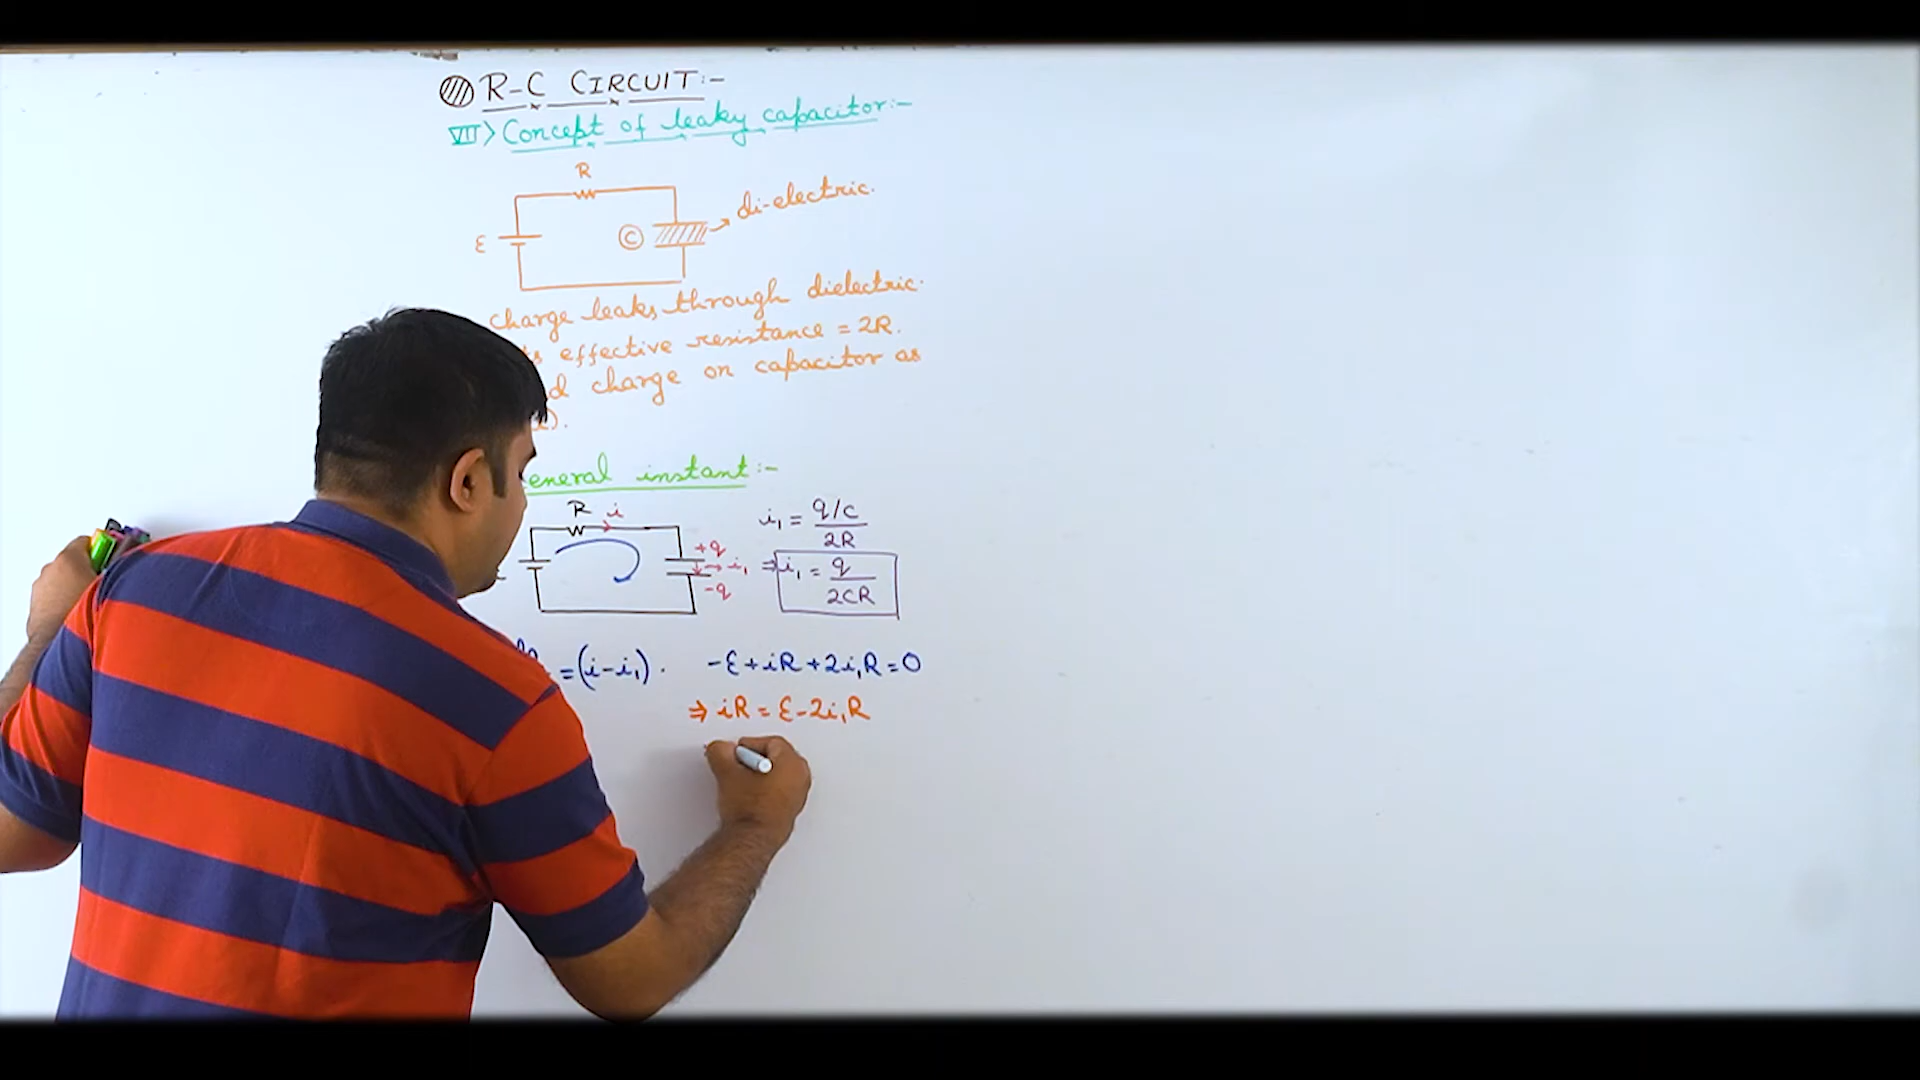 R-C CIRCUIT:-
VII> Concept of leaky capacitor:-
R
di-electric.
ε
C
charge leaks through dielectric.
effective resistance = 2R.
charge on capacitor as
general instant:-
R i
+q
i₁
-q
i₁ = q/c / 2R
⇒ i₁ = q / 2CR
= (i-i₁).
-ε+iR+2i₁R=0
⇒ iR = ε-2i₁R